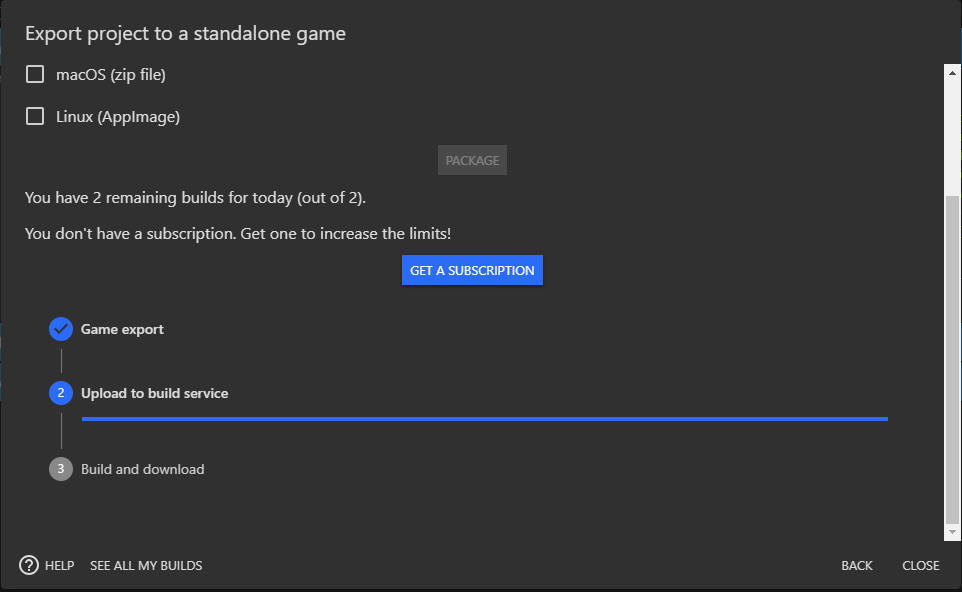 Export project to a standalone game
macOS (zip file)
Linux (AppImage)
PACKAGE
You have 2 remaining builds for today (out of 2).
You don't have a subscription. Get one to increase the limits!
GET A SUBSCRIPTION
Game export
2 Upload to build service
3 Build and download
? HELP SEE ALL MY BUILDS BACK CLOSE